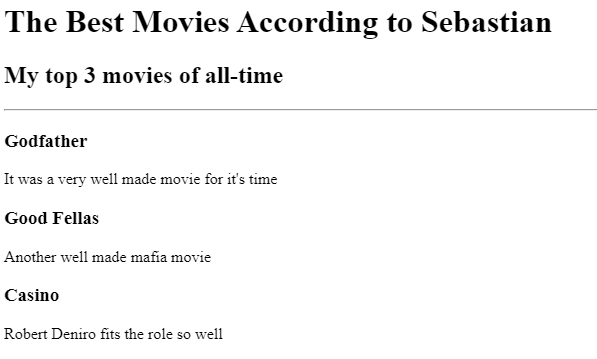 The Best Movies According to Sebastian
My top 3 movies of all-time
Godfather
It was a very well made movie for it's time
Good Fellas
Another well made mafia movie
Casino
Robert Deniro fits the role so well